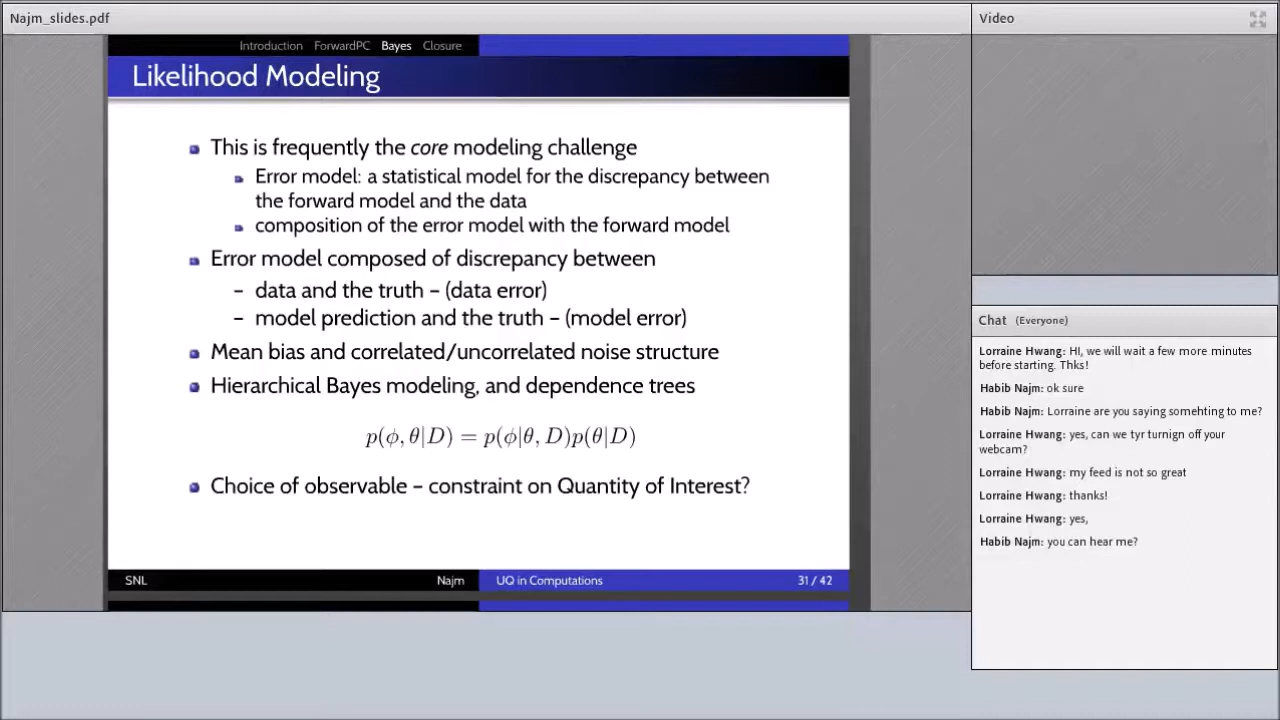 Najm_slides.pdf
Introduction ForwardPC Bayes Closure
Likelihood Modeling
This is frequently the core modeling challenge
Error model: a statistical model for the discrepancy between
the forward model and the data
composition of the error model with the forward model
Error model composed of discrepancy between
– data and the truth – (data error)
– model prediction and the truth – (model error)
Mean bias and correlated/uncorrelated noise structure
Hierarchical Bayes modeling, and dependence trees
p(ϕ, θ|D) = p(ϕ|θ, D)p(θ|D)
Choice of observable – constraint on Quantity of Interest?
SNL Najm UQ in Computations 31 / 42
Video
Chat (Everyone)
Lorraine Hwang: HI, we will wait a few more minutes
before starting. Thks!
Habib Najm: ok sure
Habib Najm: Lorraine are you saying somehting to me?
Lorraine Hwang: yes, can we tyr turnign off your
webcam?
Lorraine Hwang: my feed is not so great
Lorraine Hwang: thanks!
Lorraine Hwang: yes,
Habib Najm: you can hear me?